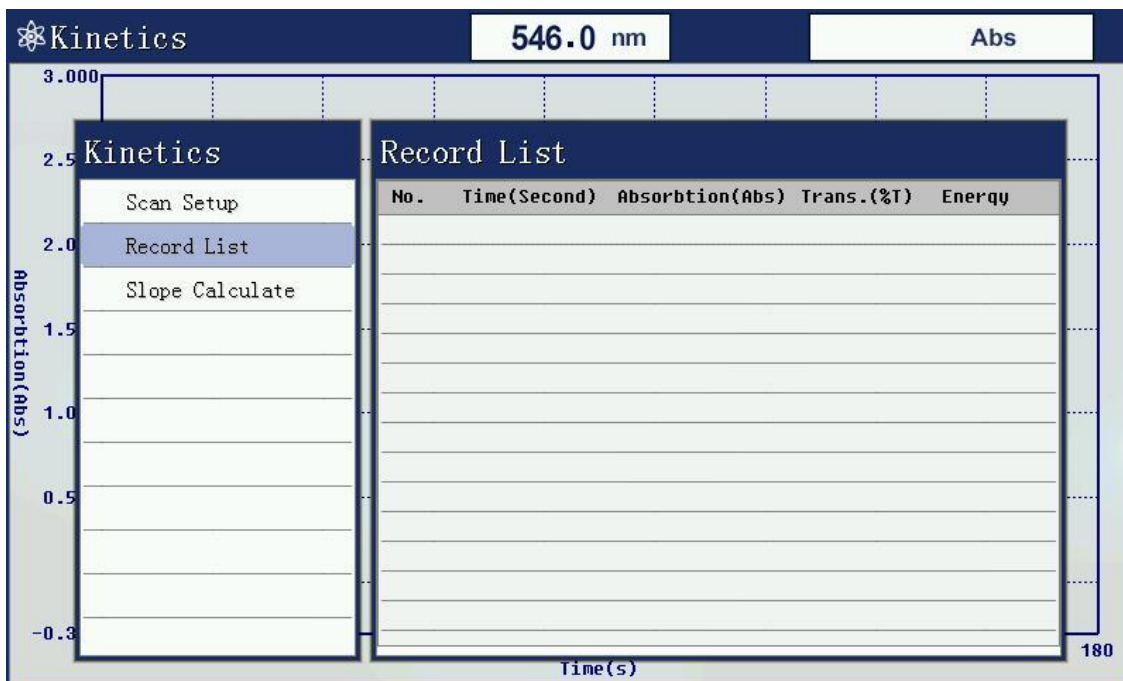 Kinetics
546.0 nm
Abs
3.000
Kinetics
Record List
2.5
Scan Setup
No. Time(Second) Absorbtion(Abs) Trans.(%T) Energy
2.0
Record List
Slope Calculate
Absorbtion(Abs)
1.5
1.0
0.5
-0.3
180
Time(s)